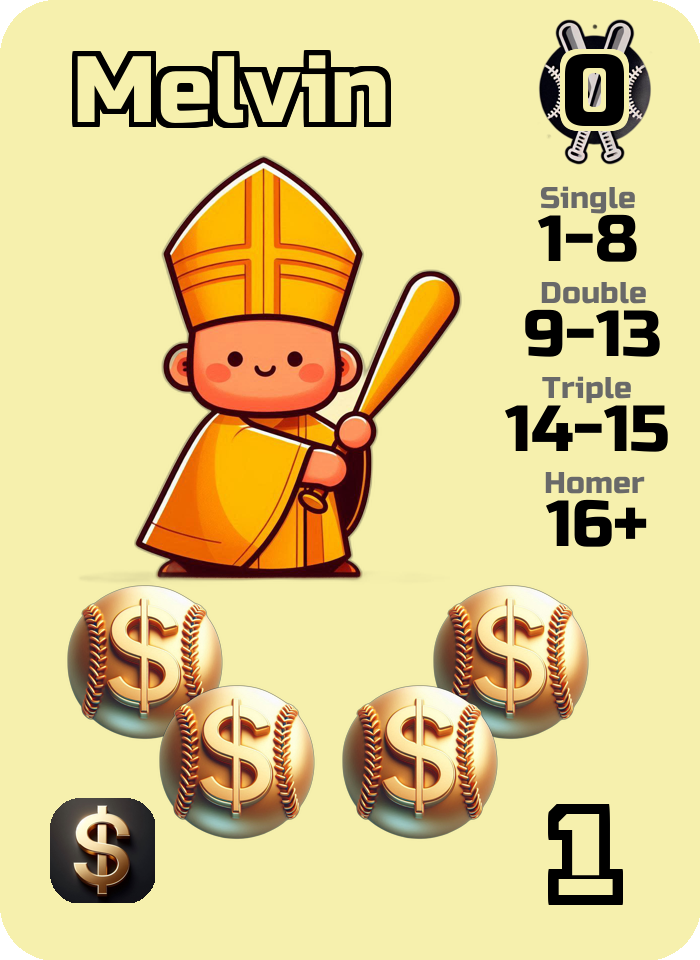 Melvin
0
Single
1-8
Double
9-13
Triple
14-15
Homer
16+
$ $
$ $
$
1